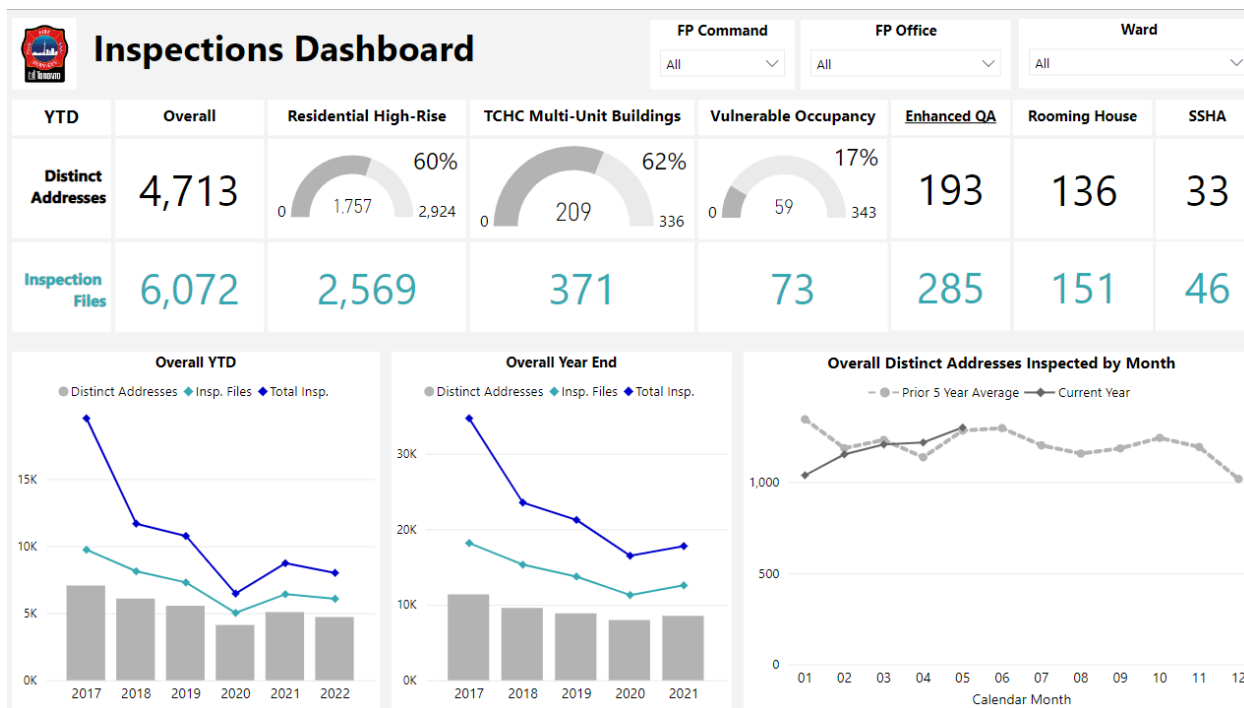 FIRE
SERVICES
TORONTO
Inspections Dashboard
FP Command
All
FP Office
All
Ward
All
YTD
Overall
Residential High-Rise
TCHC Multi-Unit Buildings
Vulnerable Occupancy
Enhanced QA
Rooming House
SSHA
Distinct
Addresses
4,713
60%
0
1,757
2,924
62%
0
209
336
17%
0
59
343
193
136
33
Inspection
Files
6,072
2,569
371
73
285
151
46
Overall YTD
Distinct Addresses Insp. Files Total Insp.
15K
10K
5K
0K
2017 2018 2019 2020 2021 2022
Overall Year End
Distinct Addresses Insp. Files Total Insp.
30K
20K
10K
0K
2017 2018 2019 2020 2021
Overall Distinct Addresses Inspected by Month
Prior 5 Year Average Current Year
1,000
500
0
01 02 03 04 05 06 07 08 09 10 11 12
Calendar Month